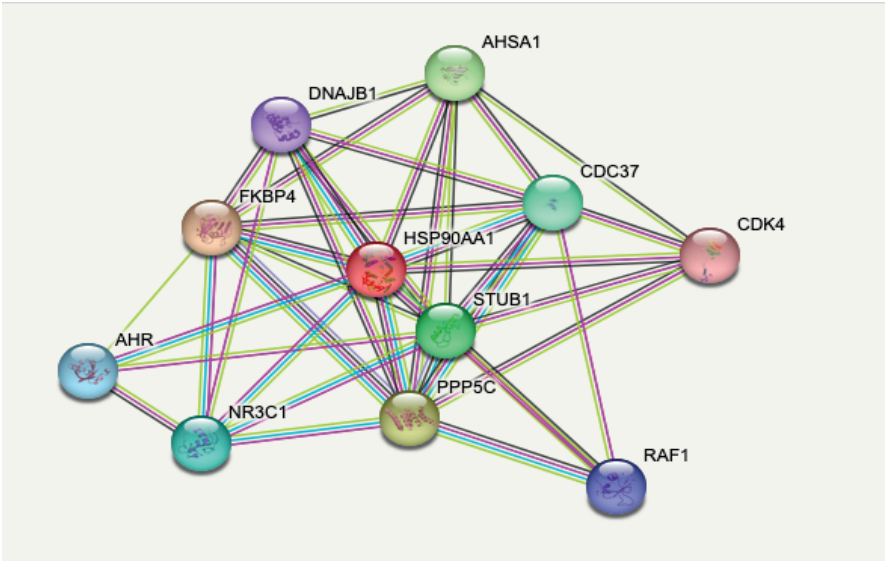 AHSA1
DNAJB1
CDC37
FKBP4
CDK4
HSP90AA1
STUB1
AHR
PPP5C
NR3C1
RAF1